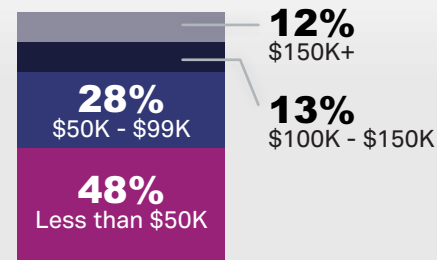 12%
$150K+
13%
$100K - $150K
28%
$50K - $99K
48%
Less than $50K